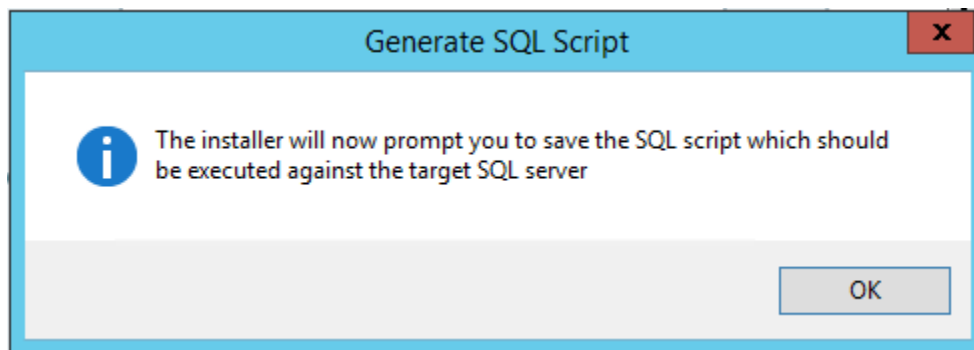 Generate SQL Script
x
The installer will now prompt you to save the SQL script which should
be executed against the target SQL server
OK